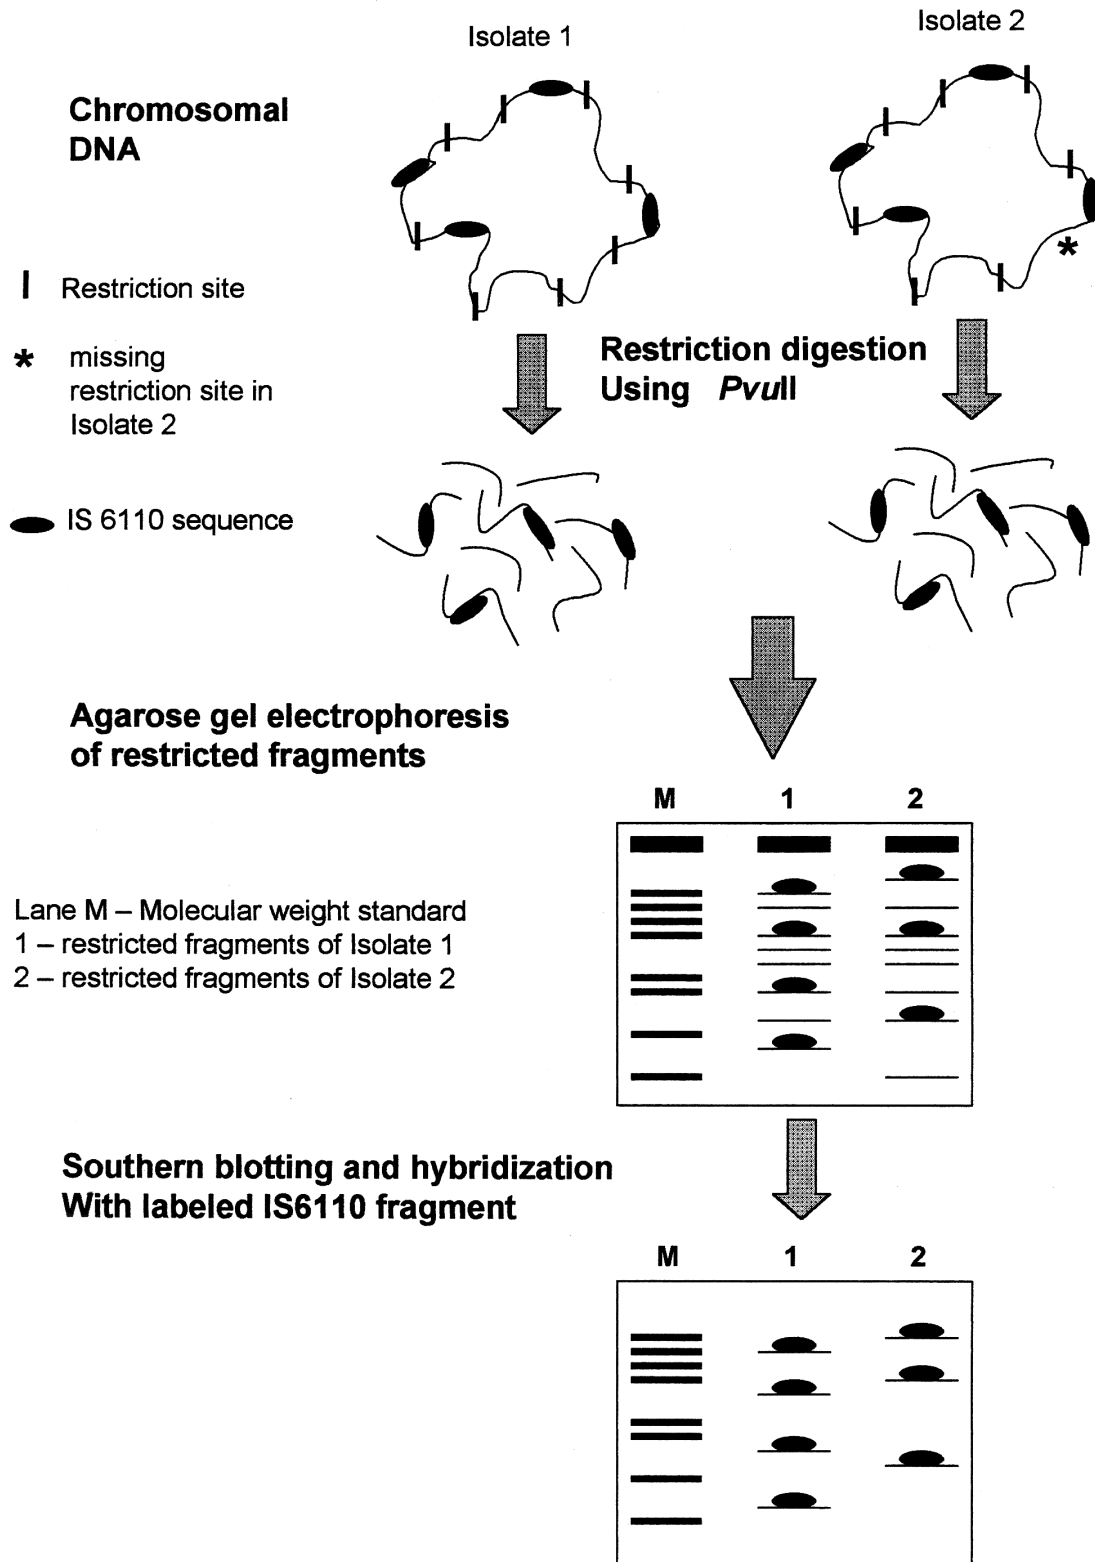 Isolate 1
Isolate 2
Chromosomal
DNA
Restriction site
* missing
restriction site in
Isolate 2
Restriction digestion
Using PvuII
IS 6110 sequence
Agarose gel electrophoresis
of restricted fragments
M 1 2
Lane M – Molecular weight standard
1 – restricted fragments of Isolate 1
2 – restricted fragments of Isolate 2
Southern blotting and hybridization
With labeled IS6110 fragment
M 1 2